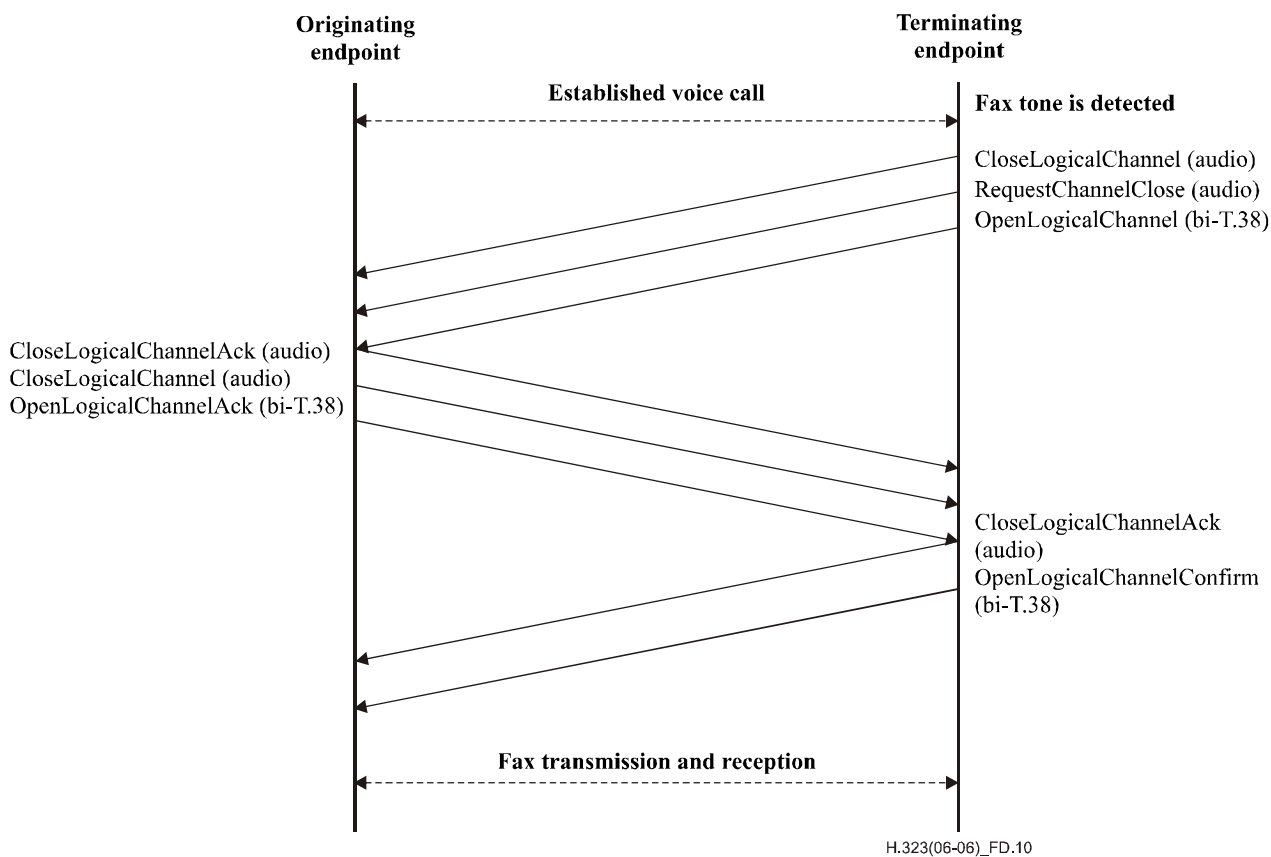 Originating
endpoint
Terminating
endpoint
Established voice call
Fax tone is detected
CloseLogicalChannel (audio)
RequestChannelClose (audio)
OpenLogicalChannel (bi-T.38)
CloseLogicalChannelAck (audio)
CloseLogicalChannel (audio)
OpenLogicalChannelAck (bi-T.38)
CloseLogicalChannelAck
(audio)
OpenLogicalChannelConfirm
(bi-T.38)
Fax transmission and reception
H.323(06-06)_FD.10